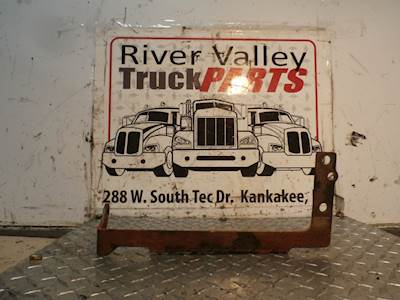 River Valley
TruckPARTS
288 W. South Tec Dr. Kankakee,